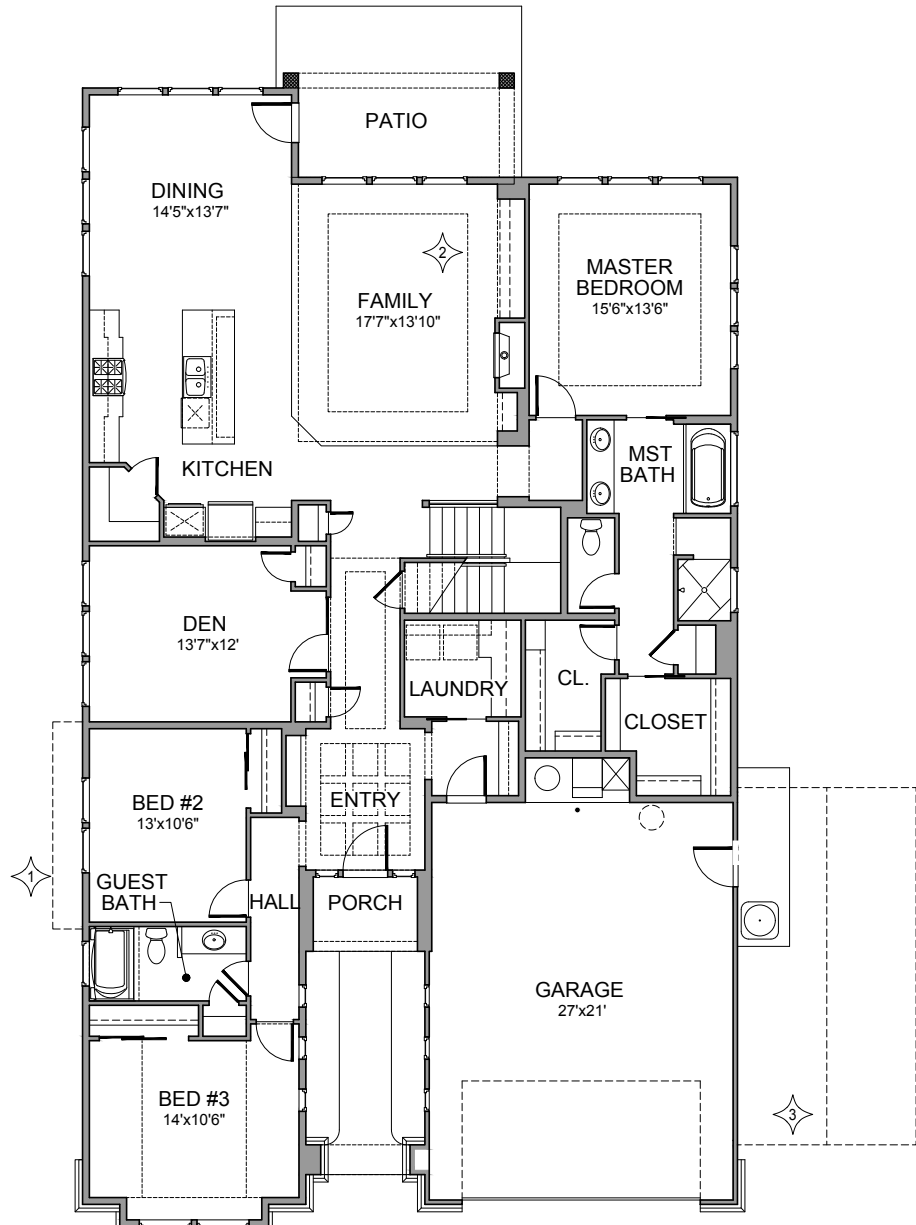 PATIO
DINING
14'5"x13'7"
2
FAMILY
17'7"x13'10"
MASTER
BEDROOM
15'6"x13'6"
KITCHEN
MST
BATH
DEN
13'7"x12'
LAUNDRY
CL.
CLOSET
BED #2
13'x10'6"
ENTRY
1
GUEST
BATH
HALL
PORCH
GARAGE
27'x21'
BED #3
14'x10'6"
3